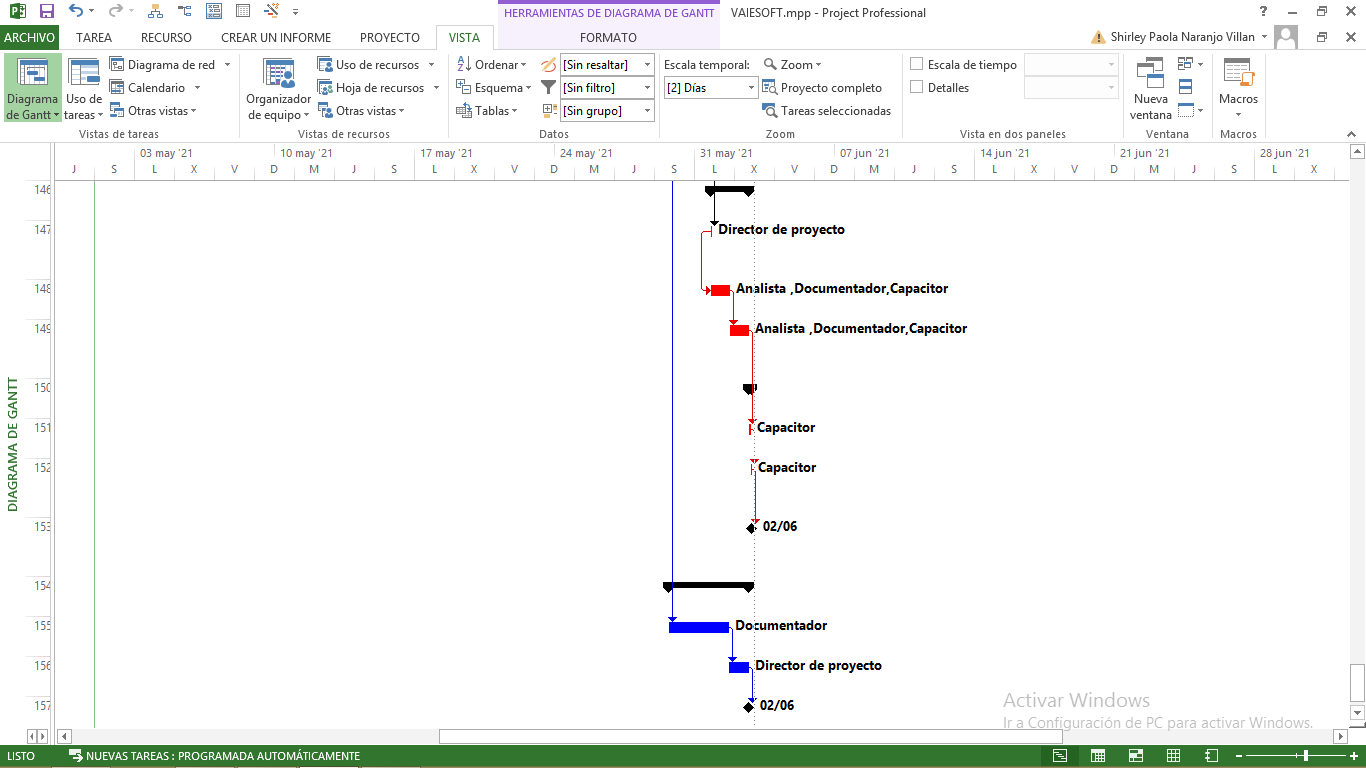 HERRAMIENTAS DE DIAGRAMA DE GANTT
VAIESOFT.mpp - Project Professional
ARCHIVO TAREA RECURSO CREAR UN INFORME PROYECTO VISTA FORMATO
Shirley Paola Naranjo Villan
Diagrama de Gantt
Uso de tareas
Diagrama de red
Calendario
Otras vistas
Vistas de tareas
Organizador de equipo
Uso de recursos
Hoja de recursos
Otras vistas
Vistas de recursos
Ordenar
Esquema
Tablas
[Sin resaltar]
[Sin filtro]
[Sin grupo]
Datos
Escala temporal:
[2] Días
Zoom
Proyecto completo
Tareas seleccionadas
Zoom
Escala de tiempo
Detalles
Vista en dos paneles
Nueva ventana
Ventana
Macros
Macros
03 may '21 10 may '21 17 may '21 24 may '21 31 may '21 07 jun '21 14 jun '21 21 jun '21 28 jun '21
J S L X V D M J S L X V D M J S L X V D M J S L X V D M J S L X
146
147 Director de proyecto
148 Analista ,Documentador,Capacitor
149 Analista ,Documentador,Capacitor
150
151 Capacitor
152 Capacitor
153 02/06
154
155 Documentador
156 Director de proyecto
157 02/06
DIAGRAMA DE GANTT
Activar Windows
Ir a Configuración de PC para activar Windows.
LISTO
NUEVAS TAREAS : PROGRAMADA AUTOMÁTICAMENTE